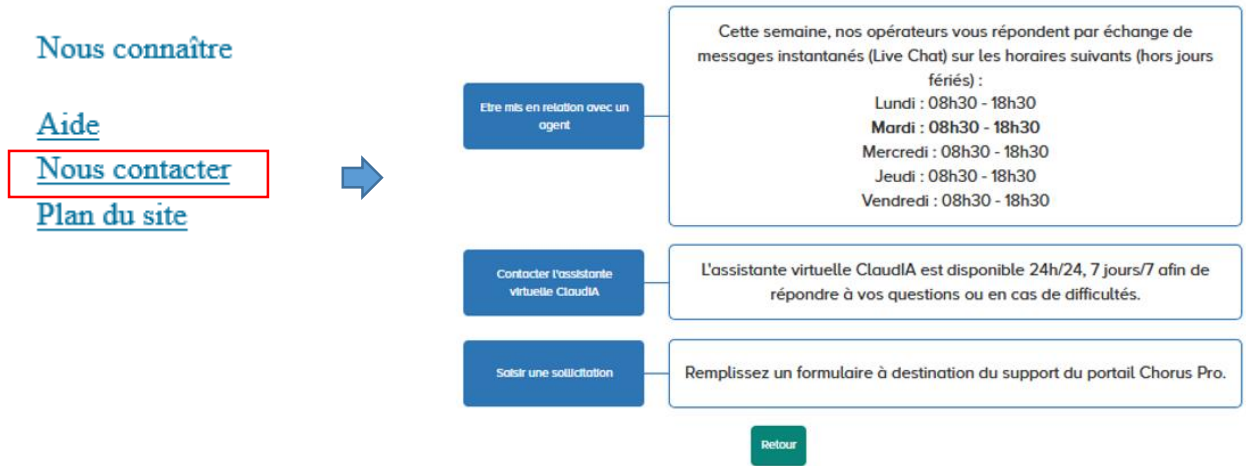 Nous connaître
Aide
Nous contacter
Plan du site
Etre mis en relation avec un
agent
Cette semaine, nos opérateurs vous répondent par échange de
messages instantanés (Live Chat) sur les horaires suivants (hors jours
fériés) :
Lundi : 08h30 - 18h30
Mardi : 08h30 - 18h30
Mercredi : 08h30 - 18h30
Jeudi : 08h30 - 18h30
Vendredi : 08h30 - 18h30
Contacter l'assistante
virtuelle ClaudIA
L'assistante virtuelle ClaudIA est disponible 24h/24, 7 jours/7 afin de
répondre à vos questions ou en cas de difficultés.
Saisir une sollicitation
Remplissez un formulaire à destination du support du portail Chorus Pro.
Retour